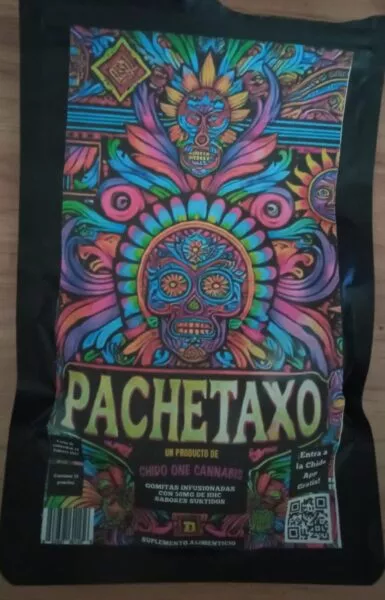 PACHETAXO
UN PRODUCTO DE
CHIDO ONE CANNABIS
GOMITAS INFUSIONADAS
CON 50MG DE HHC
SABORES SURTIDOS
SUPLEMENTO ALIMENTICIO
¡Entra a
la Chido
App
Gratis!